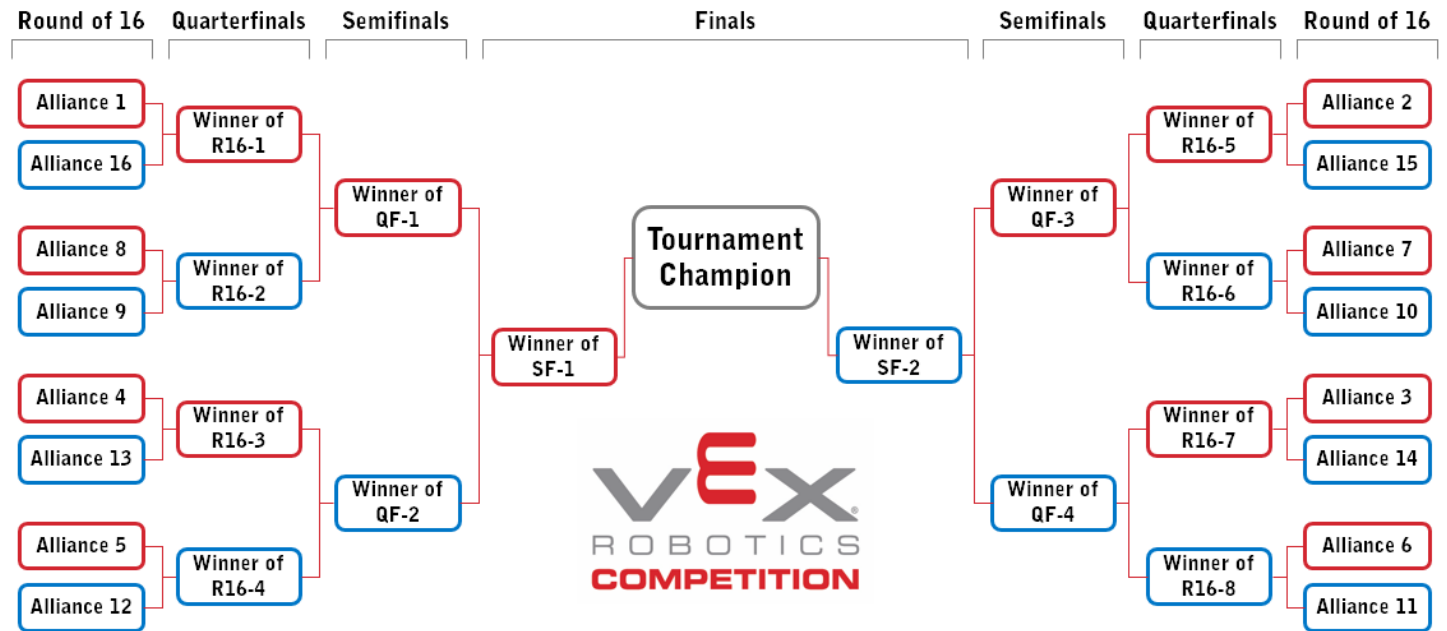 Round of 16
Quarterfinals
Semifinals
Finals
Semifinals
Quarterfinals
Round of 16
Alliance 1
Alliance 16
Alliance 8
Alliance 9
Alliance 4
Alliance 13
Alliance 5
Alliance 12
Winner of
R16-1
Winner of
R16-2
Winner of
R16-3
Winner of
R16-4
Winner of
QF-1
Winner of
QF-2
Winner of
SF-1
Tournament
Champion
Winner of
SF-2
VEX®
ROBOTICS
COMPETITION
Winner of
QF-3
Winner of
QF-4
Winner of
R16-5
Winner of
R16-6
Winner of
R16-7
Winner of
R16-8
Alliance 2
Alliance 15
Alliance 7
Alliance 10
Alliance 3
Alliance 14
Alliance 6
Alliance 11